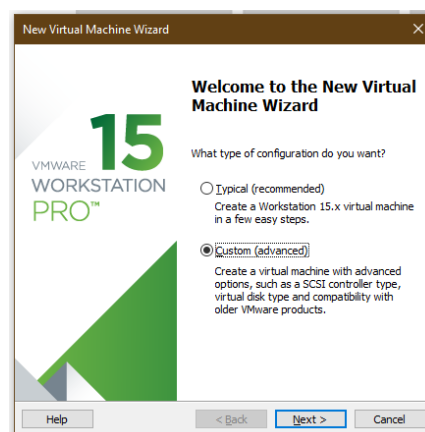 New Virtual Machine Wizard
15
VMWARE
WORKSTATION
PRO™
Welcome to the New Virtual
Machine Wizard
What type of configuration do you want?
Typical (recommended)
Create a Workstation 15.x virtual machine
in a few easy steps.
Custom (advanced)
Create a virtual machine with advanced
options, such as a SCSI controller type,
virtual disk type and compatibility with
older VMware products.
Help
< Back
Next >
Cancel